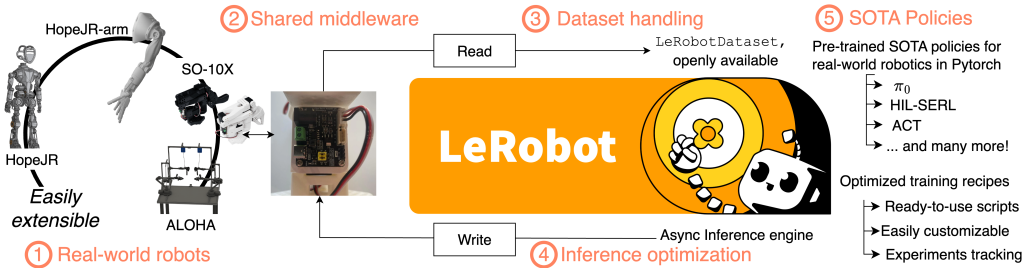 1 Real-world robots
HopeJR-arm
SO-10X
HopeJR
Easily
extensible
ALOHA
2 Shared middleware
Read
Write
3 Dataset handling
LeRobotDataset,
openly available
LeRobot
4 Inference optimization
Async Inference engine
5 SOTA Policies
Pre-trained SOTA policies for
real-world robotics in Pytorch
π0
HIL-SERL
ACT
... and many more!
Optimized training recipes
Ready-to-use scripts
Easily customizable
Experiments tracking